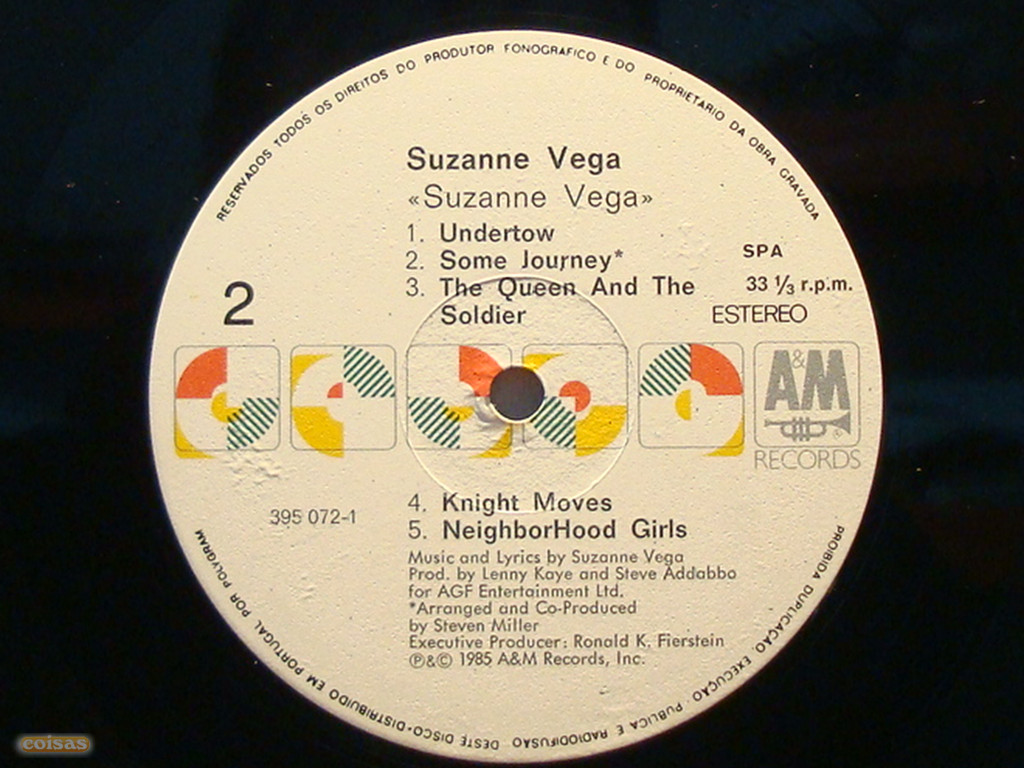 RESERVADOS TODOS OS DIREITOS DO PRODUTOR FONOGRAFICO E DO PROPRIETARIO DA OBRA GRAVADA
Suzanne Vega
«Suzanne Vega»
1. Undertow
2. Some Journey*
3. The Queen And The
Soldier
2
SPA
33 1/3 r.p.m.
ESTEREO
A&M
RECORDS
395 072-1
4. Knight Moves
5. NeighborHood Girls
Music and Lyrics by Suzanne Vega
Prod. by Lenny Kaye and Steve Addabbo
for AGF Entertainment Ltd.
*Arranged and Co-Produced
by Steven Miller
Executive Producer: Ronald K. Fierstein
℗&© 1985 A&M Records, Inc.
PROIBIDA DUPLICAÇAO, EXECUÇAO, PUBLICA E RADIODIFUSAO DESTE DISCO-DISTRIBUIDO EM PORTUGAL POR POLYGRAM
coisas